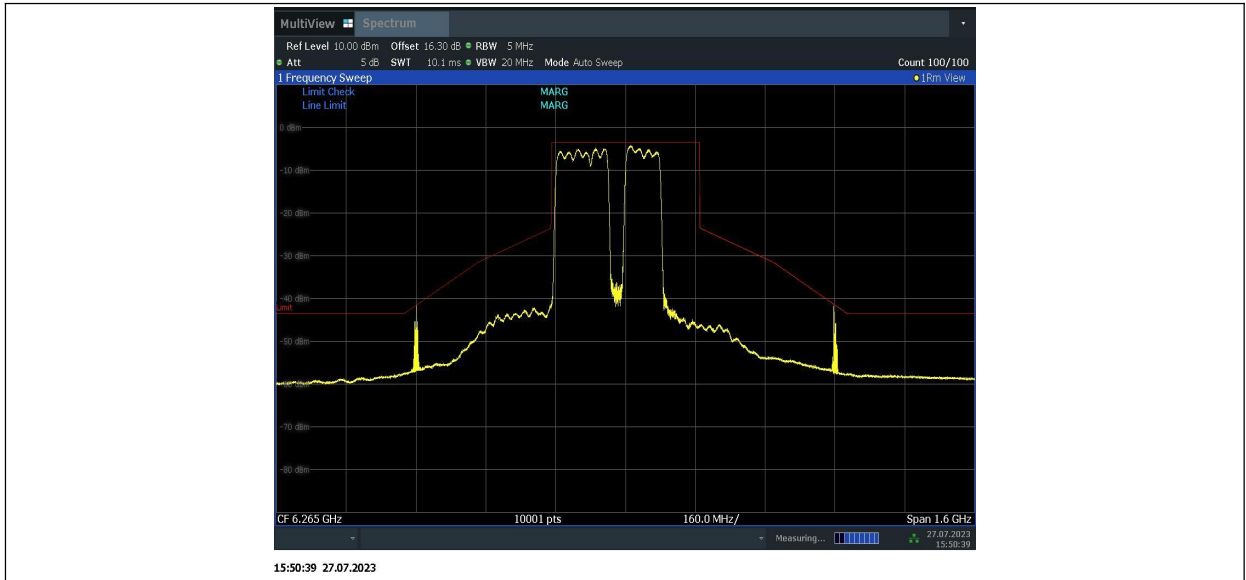 MultiView Spectrum
Ref Level 10.00 dBm Offset 16.30 dB RBW 5 MHz
Att 5 dB SWT 10.1 ms VBW 20 MHz Mode Auto Sweep Count 100/100
1 Frequency Sweep 1Rm View
Limit Check MARG
Line Limit MARG
0 dBm
-10 dBm
-20 dBm
-30 dBm
-40 dBm
Limit
-50 dBm
-60 dBm
-70 dBm
-80 dBm
CF 6.265 GHz 10001 pts 160.0 MHz/ Span 1.6 GHz
Measuring... 27.07.2023
15:50:39
15:50:39 27.07.2023